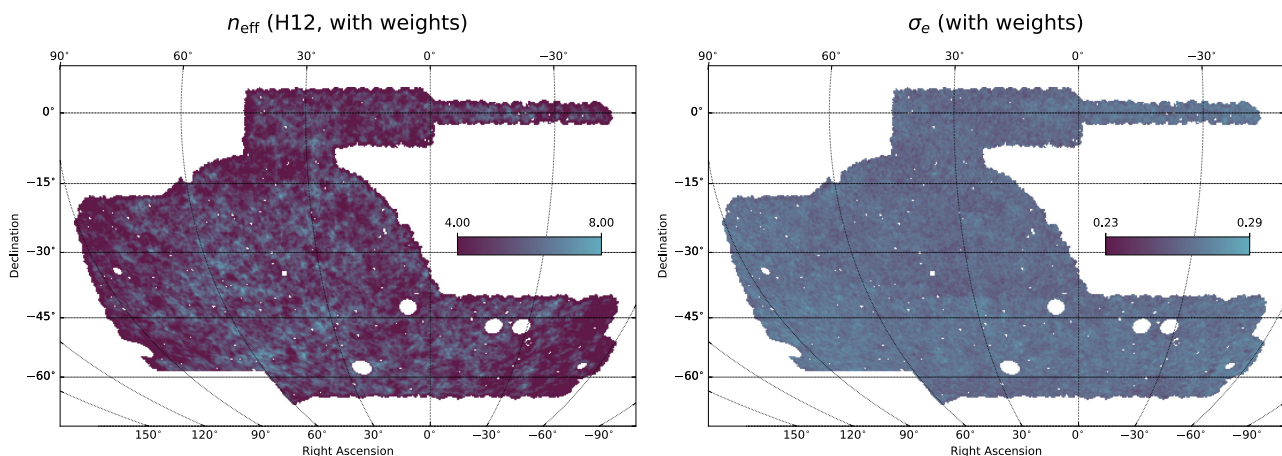 n_eff (H12, with weights)
90° 60° 30° 0° −30°
0°
−15°
−30°
−45°
−60°
Declination
4.00 8.00
150° 120° 90° 60° 30° 0° −30° −60° −90°
Right Ascension
σ_e (with weights)
90° 60° 30° 0° −30°
0°
−15°
−30°
−45°
−60°
Declination
0.23 0.29
150° 120° 90° 60° 30° 0° −30° −60° −90°
Right Ascension